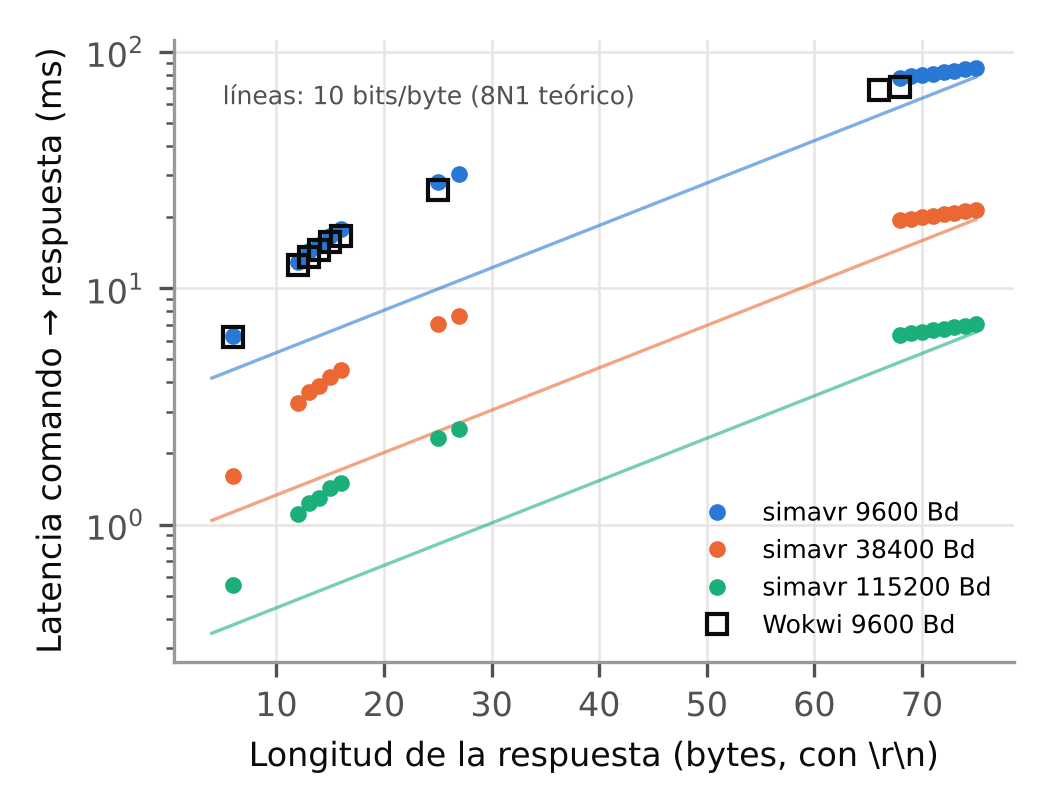 Latencia comando → respuesta (ms)
10²
10¹
10⁰
líneas: 10 bits/byte (8N1 teórico)
simavr 9600 Bd
simavr 38400 Bd
simavr 115200 Bd
Wokwi 9600 Bd
10 20 30 40 50 60 70
Longitud de la respuesta (bytes, con \r\n)